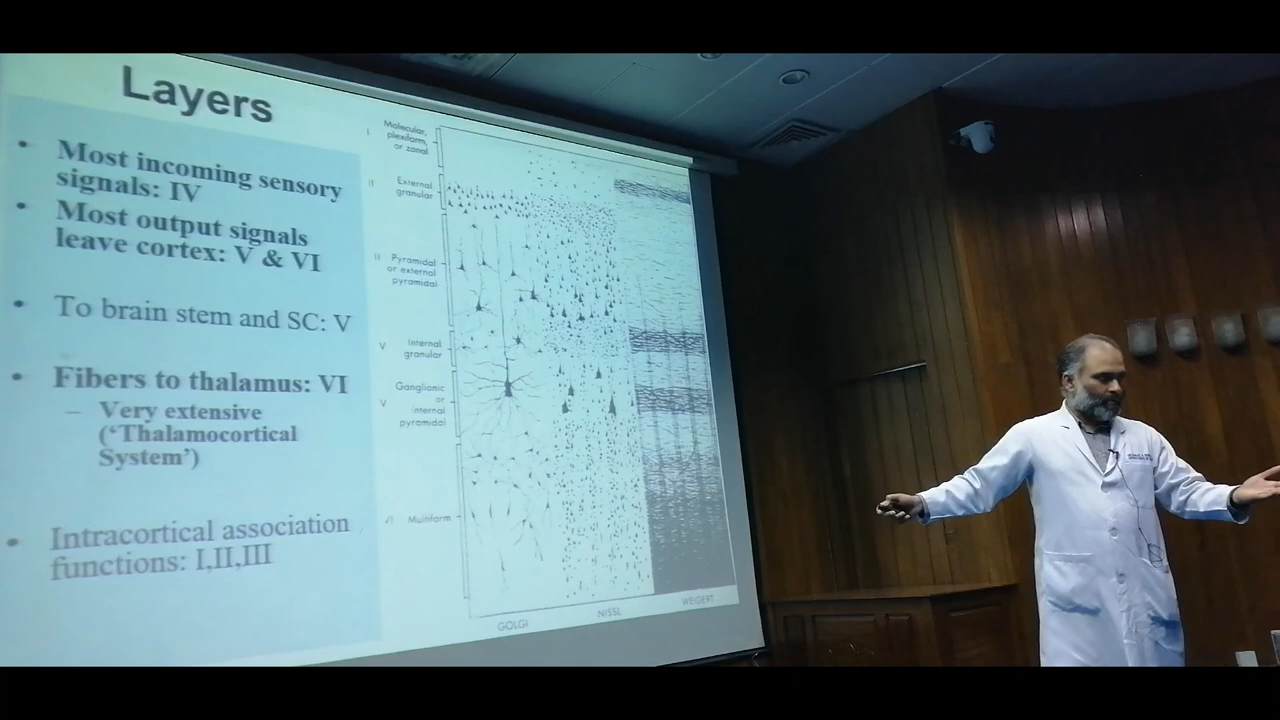 Layers
Most incoming sensory
signals: IV
Most output signals
leave cortex: V & VI
To brain stem and SC: V
Fibers to thalamus: VI
– Very extensive
('Thalamocortical
System')
Intracortical association
functions: I,II,III
I Molecular,
plexiform,
or zonal
II External
granular
II Pyramidal
or external
pyramidal
V Internal
granular
V Ganglionic
or
internal
pyramidal
VI Multiform
GOLGI
NISSL
WEIGERT